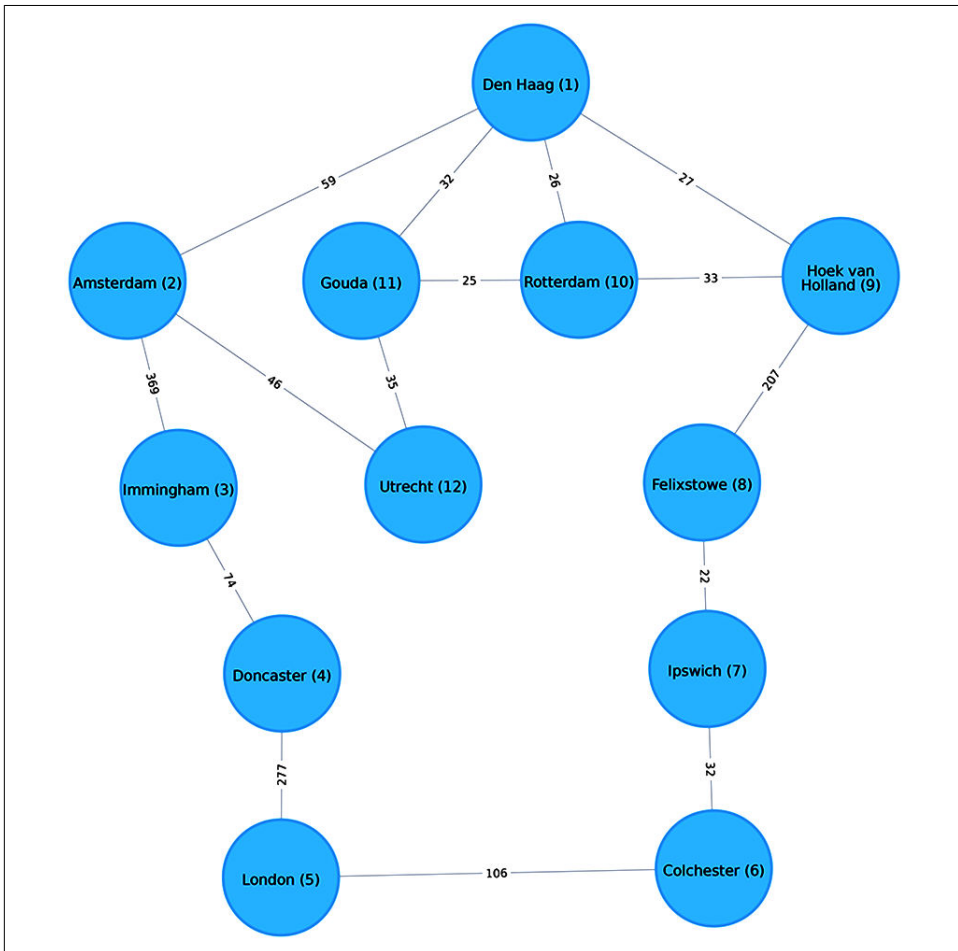 Den Haag (1)
59
32
26
27
Amsterdam (2)
Gouda (11)
25
Rotterdam (10)
33
Hoek van
Holland (9)
369
46
35
207
Immingham (3)
Utrecht (12)
Felixstowe (8)
74
22
Doncaster (4)
Ipswich (7)
277
32
London (5)
106
Colchester (6)